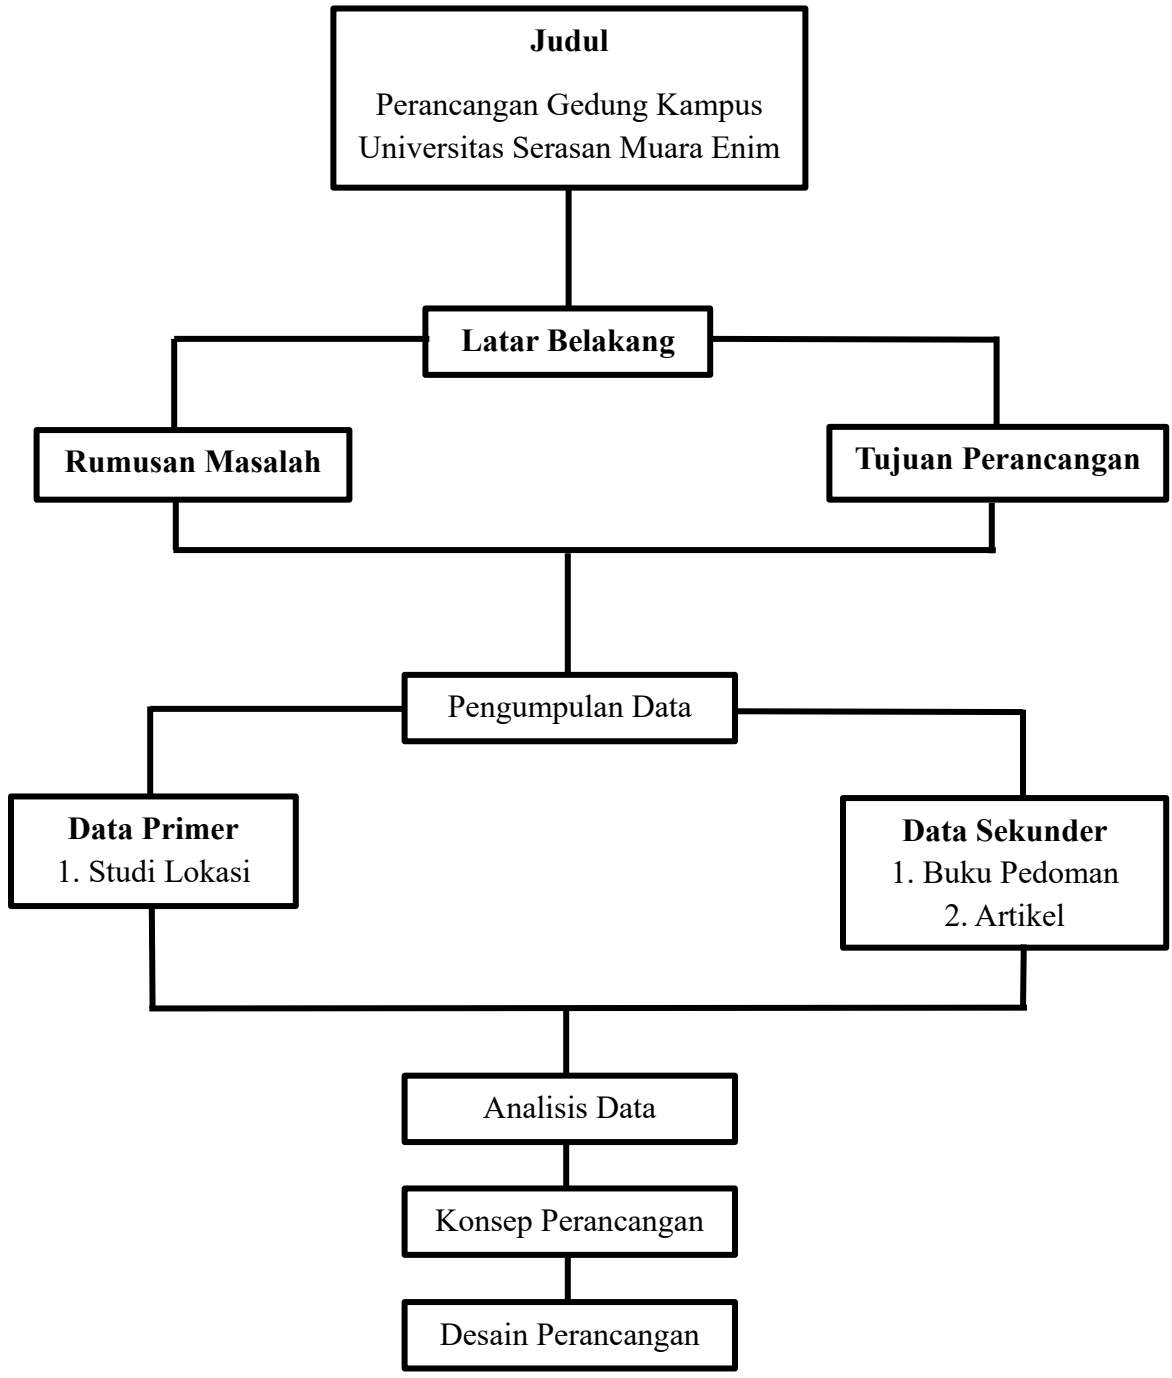 Judul
Perancangan Gedung Kampus
Universitas Serasan Muara Enim
Latar Belakang
Rumusan Masalah
Tujuan Perancangan
Pengumpulan Data
Data Primer
1. Studi Lokasi
Data Sekunder
1. Buku Pedoman
2. Artikel
Analisis Data
Konsep Perancangan
Desain Perancangan